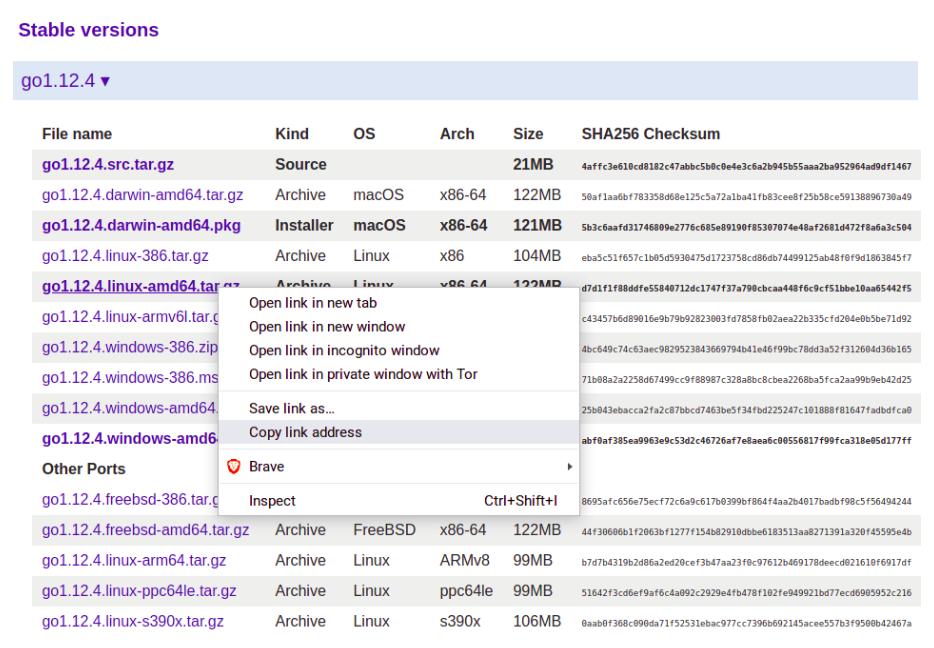 Stable versions
go1.12.4 ▾
File name Kind OS Arch Size SHA256 Checksum
go1.12.4.src.tar.gz Source 21MB 4affc3e610cd8182c47abbc5b0c0e4e3c6a2b945b55aaa2ba952964ad9df1467
go1.12.4.darwin-amd64.tar.gz Archive macOS x86-64 122MB 50af1aa6bf783358d68e125c5a72a1ba41fb83cee8f25b58ce59138896730a49
go1.12.4.darwin-amd64.pkg Installer macOS x86-64 121MB 5b3c6aafd31746809e2776c685e89190f85307074e48af2681d472f8a6a3c504
go1.12.4.linux-386.tar.gz Archive Linux x86 104MB eba5c51f657c1b05d5930475d1723758cd86db74499125ab48f0f9d1863845f7
go1.12.4.linux-amd64.tar.gz Archive Linux x86-64 122MB d7d1f1f88ddfe55840712dc1747f37a790cbcaa448f6c9cf51bbe10aa65442f5
Open link in new tab
go1.12.4.linux-armv6l.tar.g c43457b6d89016e9b79b92823003fd7858fb02aea22b335cfd204e0b5be71d92
Open link in new window
go1.12.4.windows-386.zip 4bc649c74c63aec9829523843669794b41e46f99bc78dd3a52f312604d36b165
Open link in incognito window
go1.12.4.windows-386.ms 71b08a2a2258d67499cc9f88987c328a8bc8cbea2268ba5fca2aa99b9eb42d25
Open link in private window with Tor
go1.12.4.windows-amd64. 25b043ebacca2fa2c87bbcd7463be5f34fbd225247c101888f81647fadbdfca0
Save link as...
Copy link address
go1.12.4.windows-amd6 abf0af385ea9963e9c53d2c46726af7e8aea6c00556817f99fca318e05d177ff
Other Ports
Brave
go1.12.4.freebsd-386.tar.g 8695afc656e75ecf72c6a9c617b0399bf864f4aa2b4017badbf98c5f56494244
Inspect Ctrl+Shift+I
go1.12.4.freebsd-amd64.tar.gz Archive FreeBSD x86-64 122MB 44f30606b1f2063bf1277f154b82910dbbe6183513aa8271391a320f45595e4b
go1.12.4.linux-arm64.tar.gz Archive Linux ARMv8 99MB b7d7b4319b2d86a2ed20cef3b47aa23f0c97612b469178deecd021610f6917df
go1.12.4.linux-ppc64le.tar.gz Archive Linux ppc64le 99MB 51642f3cd6ef9af6c4a092c2929e4fb478f102fe949921bd77ecd6905952c216
go1.12.4.linux-s390x.tar.gz Archive Linux s390x 106MB 0aab0f368c090da71f52531ebac977cc7396b692145acee557b3f9500b42467a